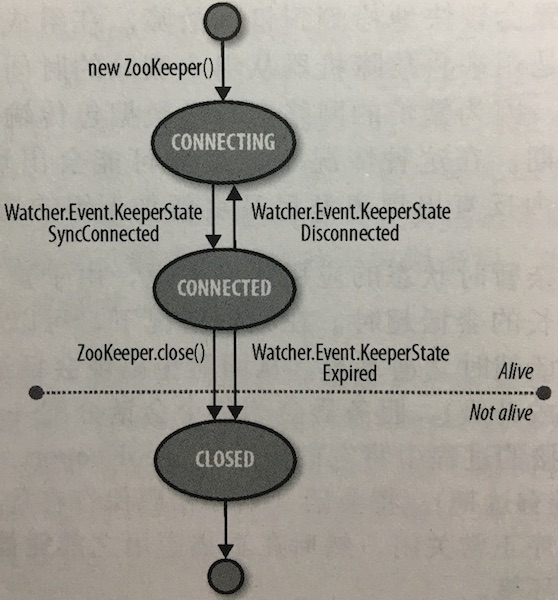 new ZooKeeper()
CONNECTING
Watcher.Event.KeeperState
SyncConnected
Watcher.Event.KeeperState
Disconnected
CONNECTED
ZooKeeper.close()
Watcher.Event.KeeperState
Expired
Alive
Not alive
CLOSED